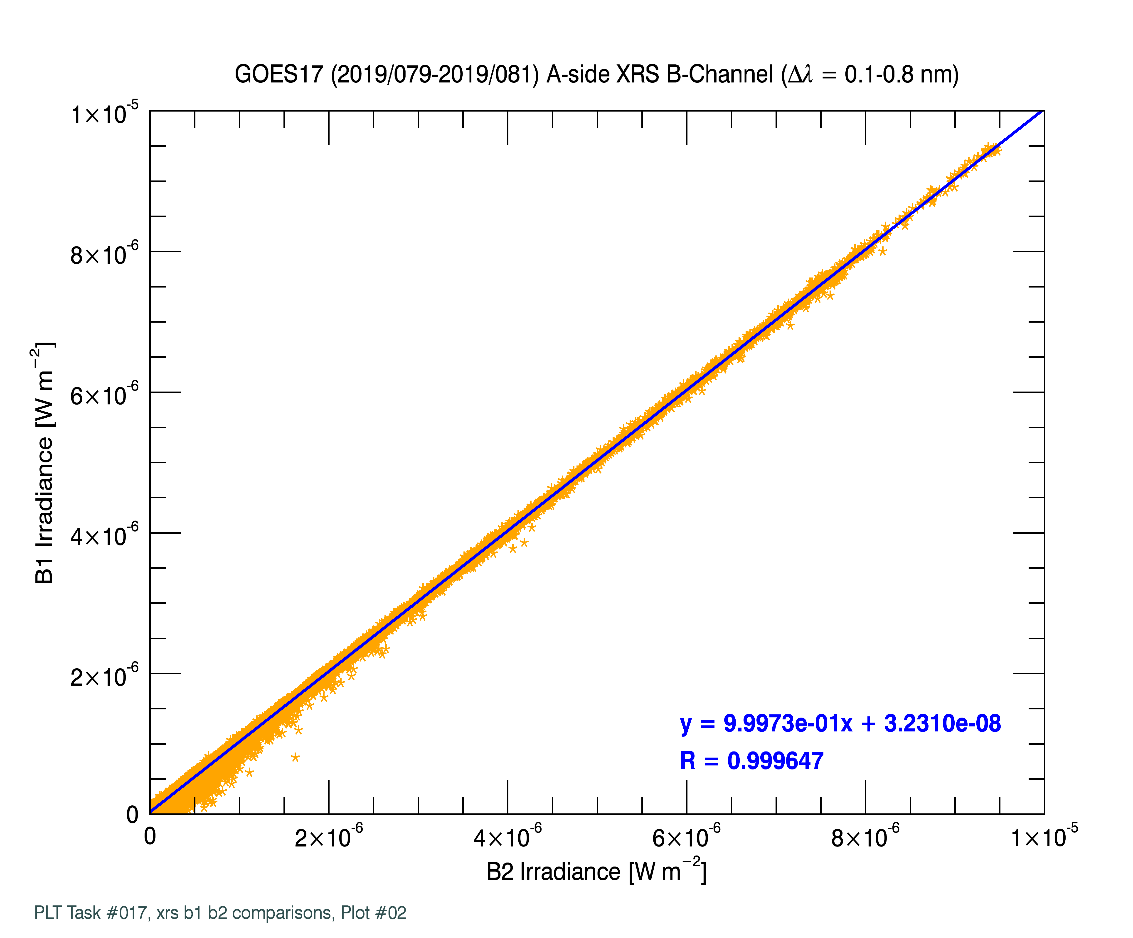 GOES17 (2019/079-2019/081) A-side XRS B-Channel (Δλ = 0.1-0.8 nm)
1×10⁻⁵
8×10⁻⁶
6×10⁻⁶
4×10⁻⁶
2×10⁻⁶
0
B1 Irradiance [W m⁻²]
y = 9.9973e-01x + 3.2310e-08
R = 0.999647
0 2×10⁻⁶ 4×10⁻⁶ 6×10⁻⁶ 8×10⁻⁶ 1×10⁻⁵
B2 Irradiance [W m⁻²]
PLT Task #017, xrs b1 b2 comparisons, Plot #02